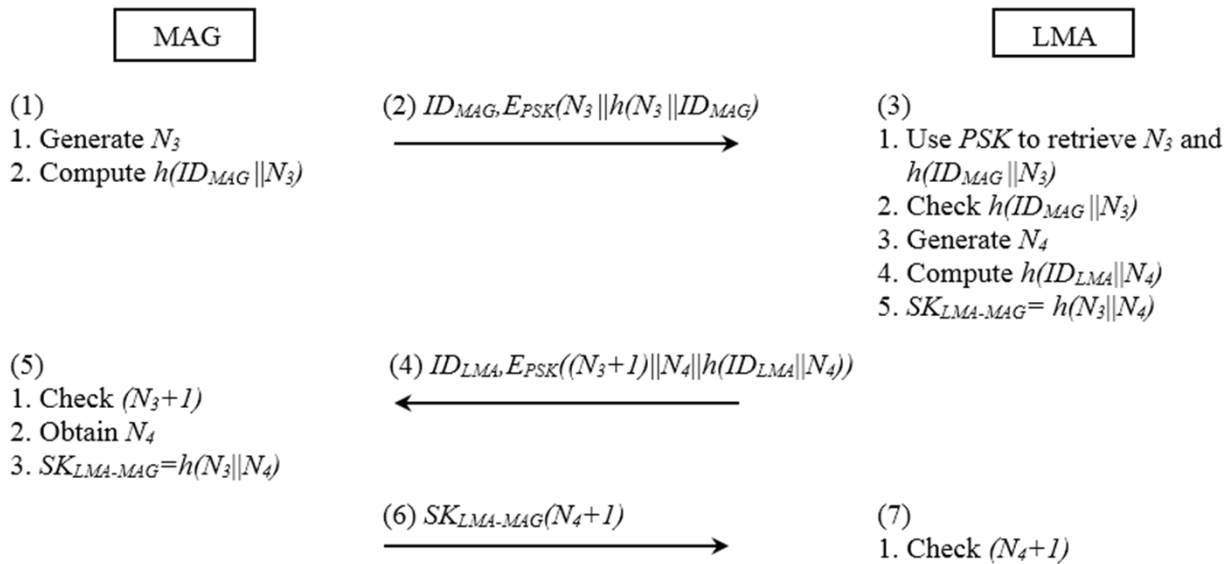 MAG
LMA
(1)
1. Generate N3
2. Compute h(IDMAG||N3)
(2) IDMAG,EPSK(N3||h(N3||IDMAG)
(3)
1. Use PSK to retrieve N3 and
h(IDMAG||N3)
2. Check h(IDMAG||N3)
3. Generate N4
4. Compute h(IDLMA||N4)
5. SKLMA-MAG= h(N3||N4)
(4) IDLMA,EPSK((N3+1)||N4||h(IDLMA||N4))
(5)
1. Check (N3+1)
2. Obtain N4
3. SKLMA-MAG=h(N3||N4)
(6) SKLMA-MAG(N4+1)
(7)
1. Check (N4+1)